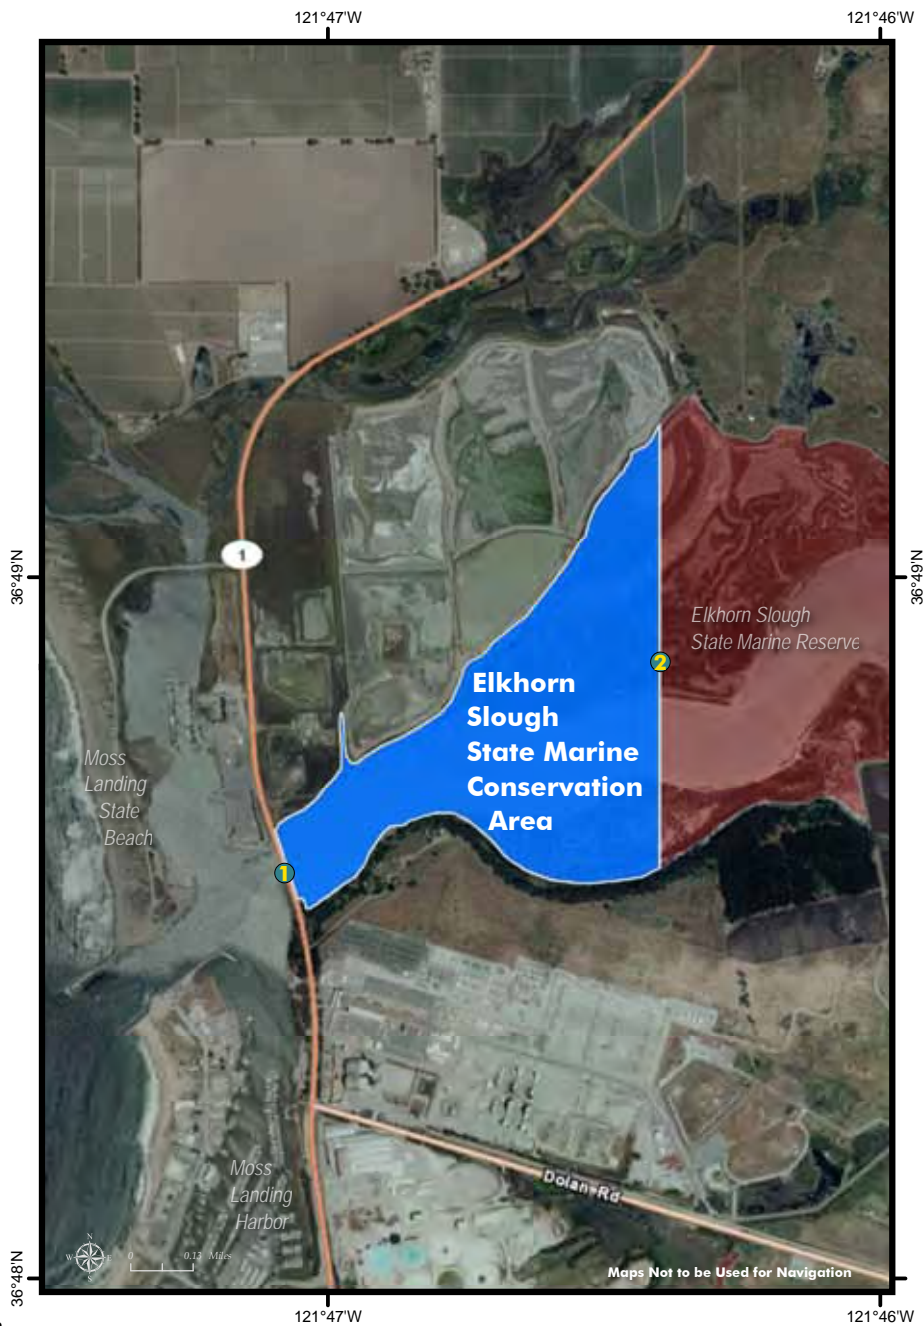 121°47'W
121°46'W
1
36°49'N
36°49'N
Elkhorn Slough
State Marine Reserve
2
Elkhorn
Slough
State Marine
Conservation
Area
Moss
Landing
State
Beach
1
Moss
Landing
Harbor
Dolan Rd
N
W
E
S
0
0.13 Miles
Maps Not to be Used for Navigation
36°48'N
36°48'N
121°47'W
121°46'W